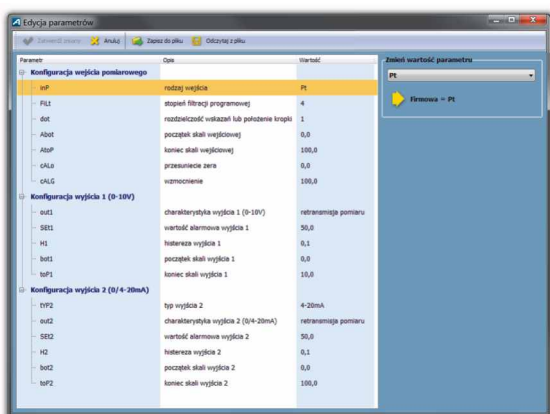 Edycja parametrów
Zatwierdź zmiany Anuluj Zapisz do pliku Odczytaj z pliku
Parametr Opis Wartość
Konfiguracja wejścia pomiarowego
inP rodzaj wejścia Pt
FiLt stopień filtracji programowej 4
dot rozdzielczość wskazań lub położenie kropki 1
Abot początek skali wejściowej 0,0
AtoP koniec skali wejściowej 100,0
cALo przesuniecie zera 0,0
cALG wzmocnienie 100,0
Konfiguracja wyjścia 1 (0-10V)
out1 charakterystyka wyjścia 1 (0-10V) retransmisja pomiaru
SEt1 wartość alarmowa wyjścia 1 50,0
H1 histereza wyjścia 1 0,1
bot1 początek skali wyjścia 1 0,0
toP1 koniec skali wyjścia 1 10,0
Konfiguracja wyjścia 2 (0/4-20mA)
tYP2 typ wyjścia 2 4-20mA
out2 charakterystyka wyjścia 2 (0/4-20mA) retransmisja pomiaru
SEt2 wartość alarmowa wyjścia 2 50,0
H2 histereza wyjścia 2 0,1
bot2 początek skali wyjścia 2 0,0
toP2 koniec skali wyjścia 2 100,0
Zmień wartość parametru
Pt
Firmowa = Pt